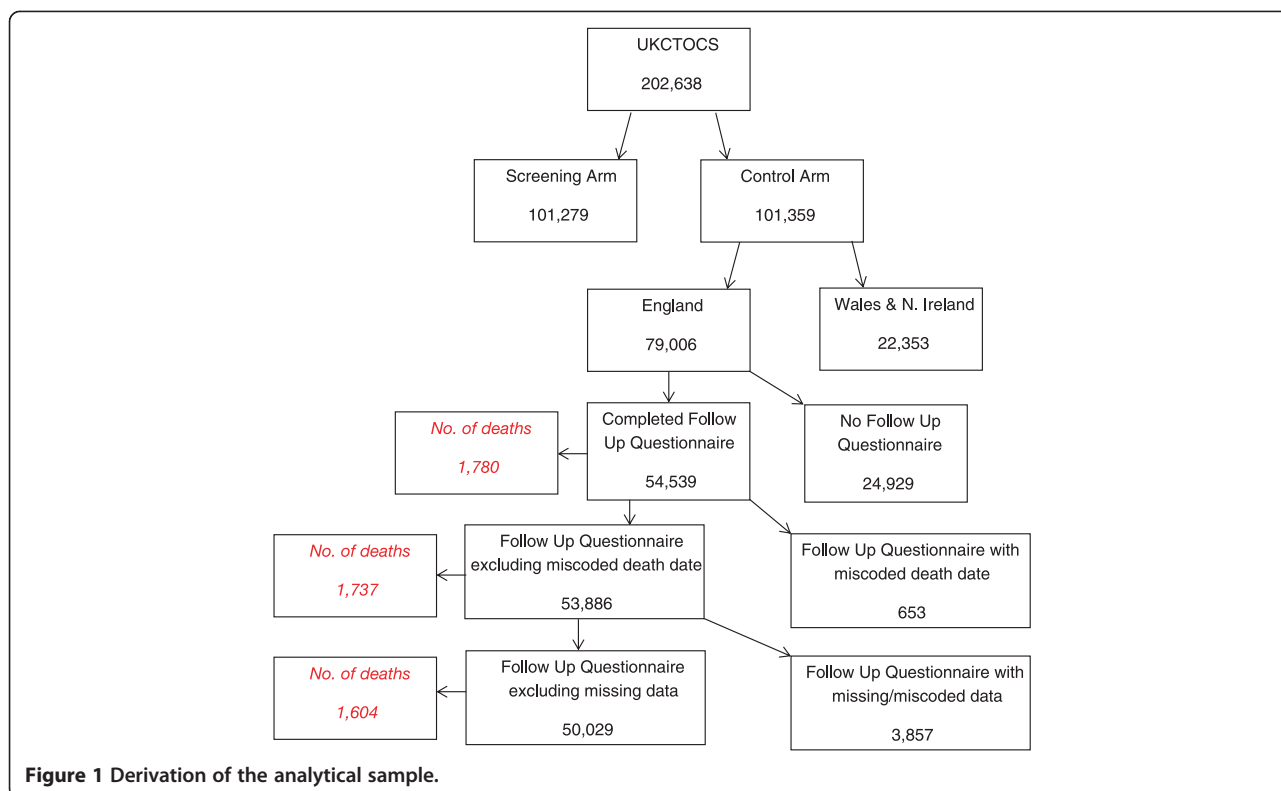 UKCTOCS
202,638
Screening Arm
101,279
Control Arm
101,359
England
79,006
Wales & N. Ireland
22,353
No. of deaths
1,780
Completed Follow
Up Questionnaire
54,539
No Follow Up
Questionnaire
24,929
No. of deaths
1,737
Follow Up Questionnaire
excluding miscoded death date
53,886
Follow Up Questionnaire with
miscoded death date
653
No. of deaths
1,604
Follow Up Questionnaire
excluding missing data
50,029
Follow Up Questionnaire with
missing/miscoded data
3,857
Figure 1 Derivation of the analytical sample.